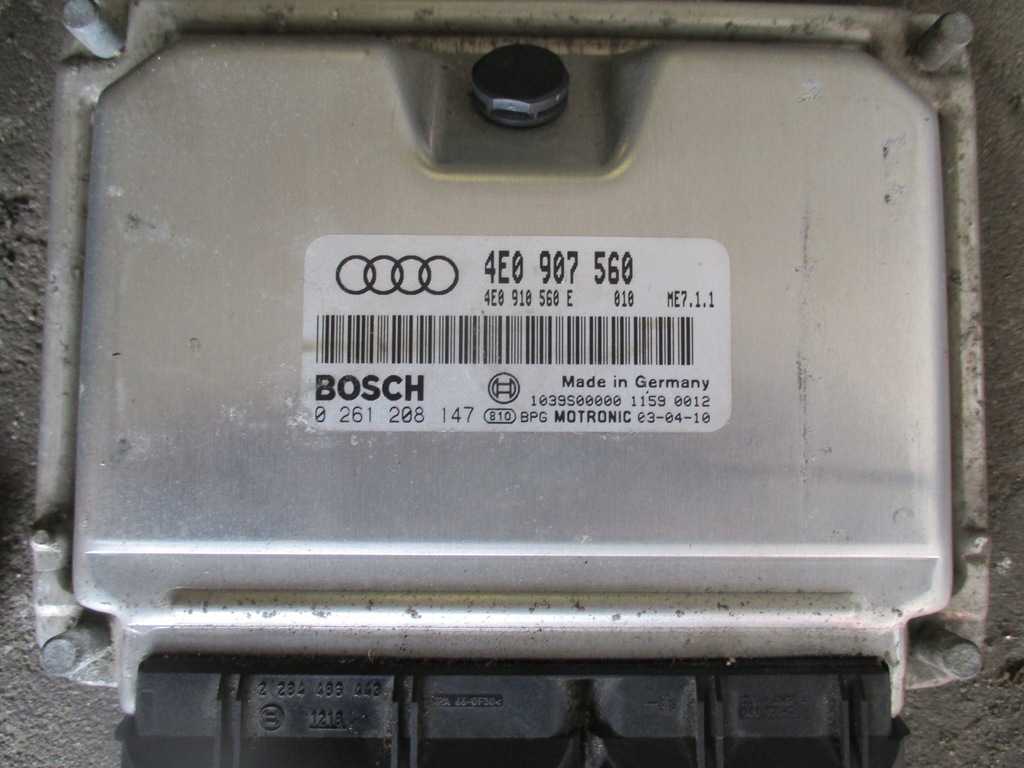 4E0 907 560
4E0 910 560 E 010 ME7.1.1
BOSCH
Made in Germany
1039S00000 1159 0012
0 261 208 147 810 BPG MOTRONIC 03-04-10
1218